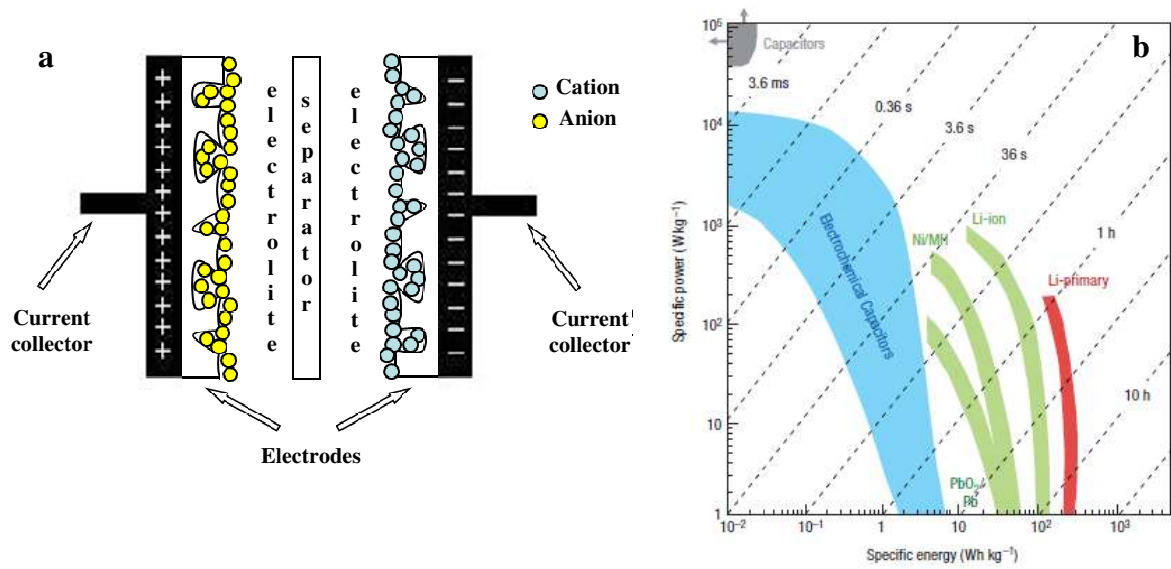 a
+ + + + + + + + + + + + + +
electrolite
separator
electrolite
− − − − − − − − − − − − − −
Cation
Anion
Current
collector
Current
collector
Electrodes
b
Specific power (W kg⁻¹)
10⁵
10⁴
10³
10²
10
1
Capacitors
3.6 ms
0.36 s
3.6 s
36 s
1 h
10 h
Electrochemical Capacitors
Ni/MH
Li-ion
Li-primary
PbO₂/
Pb
10⁻²
10⁻¹
1
10
10²
10³
Specific energy (Wh kg⁻¹)